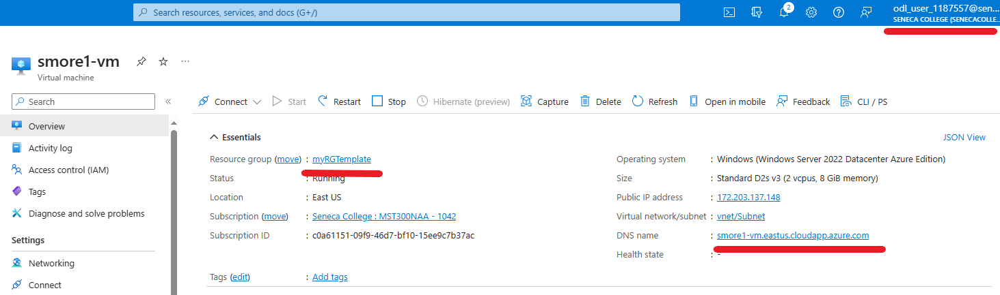 Search resources, services, and docs (G+/)
2
odl_user_1187557@sen...
SENECA COLLEGE (SENECACOLLE...
smore1-vm
Virtual machine
Search
Connect Start Restart Stop Hibernate (preview) Capture Delete Refresh Open in mobile Feedback CLI / PS
Overview
Activity log
Access control (IAM)
Tags
Diagnose and solve problems
Settings
Networking
Connect
Essentials
JSON View
Resource group (move) : myRGTemplate
Status : Running
Location : East US
Subscription (move) : Seneca College : MST300NAA - 1042
Subscription ID : c0a61151-09f9-46d7-bf10-15ee9c7b37ac
Operating system : Windows (Windows Server 2022 Datacenter Azure Edition)
Size : Standard D2s v3 (2 vcpus, 8 GiB memory)
Public IP address : 172.203.137.148
Virtual network/subnet : vnet/Subnet
DNS name : smore1-vm.eastus.cloudapp.azure.com
Health state : -
Tags (edit) : Add tags